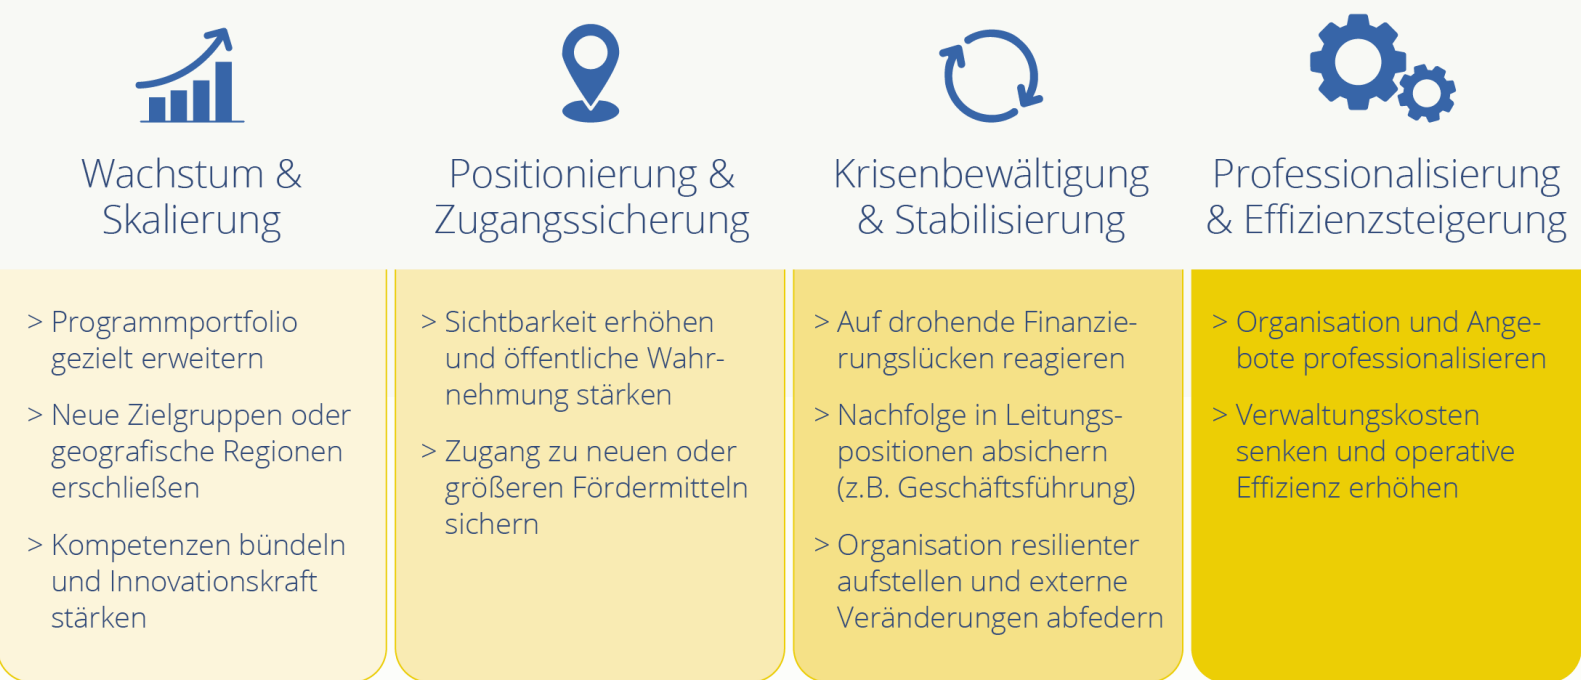 Wachstum &
Skalierung
> Programmportfolio
gezielt erweitern
> Neue Zielgruppen oder
geografische Regionen
erschließen
> Kompetenzen bündeln
und Innovationskraft
stärken
Positionierung &
Zugangssicherung
> Sichtbarkeit erhöhen
und öffentliche Wahr-
nehmung stärken
> Zugang zu neuen oder
größeren Fördermitteln
sichern
Krisenbewältigung
& Stabilisierung
> Auf drohende Finanzie-
rungslücken reagieren
> Nachfolge in Leitungs-
positionen absichern
(z.B. Geschäftsführung)
> Organisation resilienter
aufstellen und externe
Veränderungen abfedern
Professionalisierung
& Effizienzsteigerung
> Organisation und Ange-
bote professionalisieren
> Verwaltungskosten
senken und operative
Effizienz erhöhen